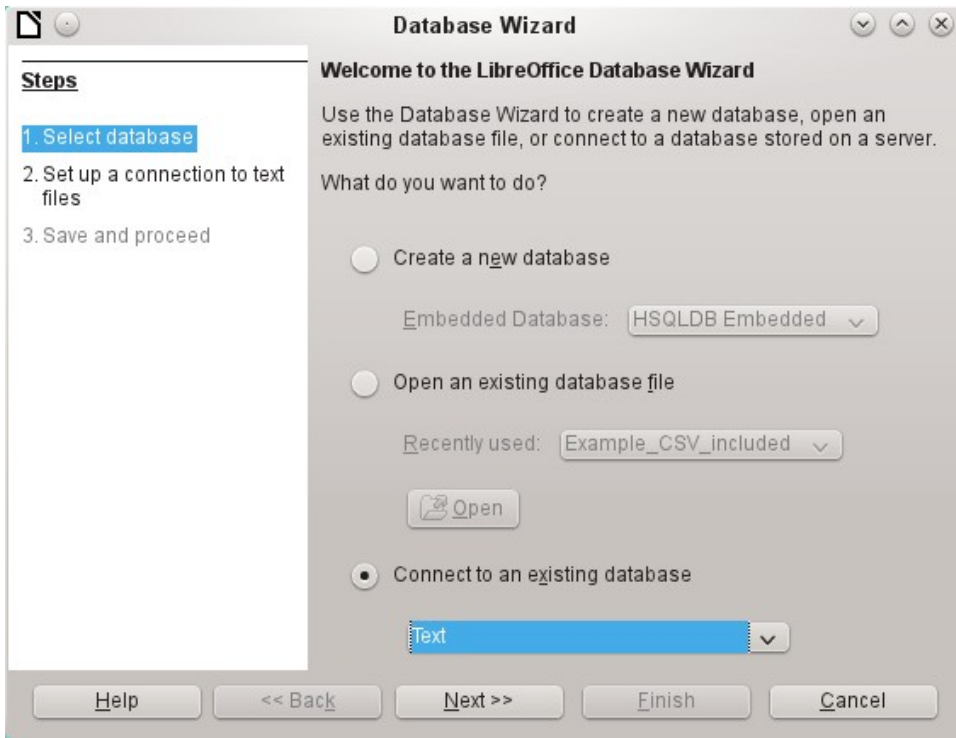 Database Wizard
Steps
1. Select database
2. Set up a connection to text
files
3. Save and proceed
Welcome to the LibreOffice Database Wizard
Use the Database Wizard to create a new database, open an
existing database file, or connect to a database stored on a server.
What do you want to do?
Create a new database
Embedded Database: HSQLDB Embedded
Open an existing database file
Recently used: Example_CSV_included
Open
Connect to an existing database
Text
Help << Back Next >> Finish Cancel